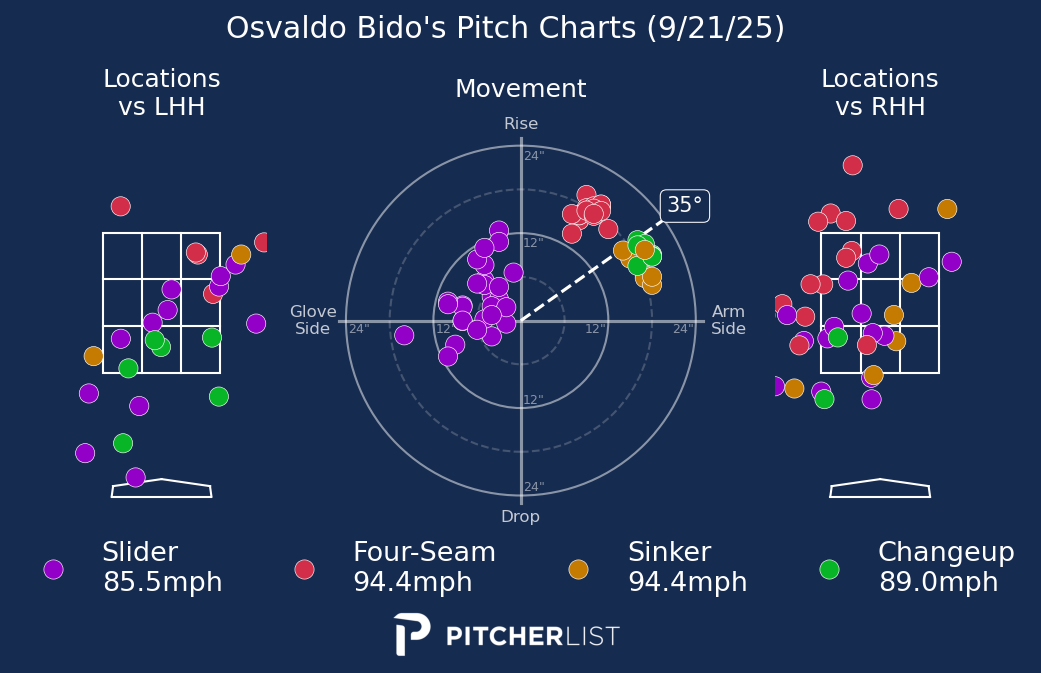 Osvaldo Bido's Pitch Charts (9/21/25)
Locations
vs LHH
Movement
Locations
vs RHH
Rise
24"
35°
12"
Glove
Side
24"
12"
12"
24"
Arm
Side
12"
24"
Drop
Slider
85.5mph
Four-Seam
94.4mph
Sinker
94.4mph
Changeup
89.0mph
PITCHERLIST